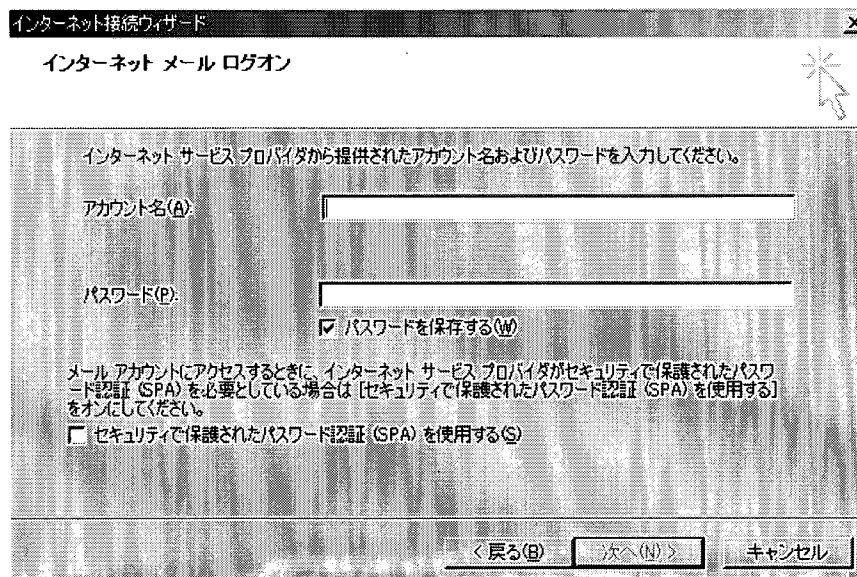 インターネット接続ウィザード
インターネット メール ログオン
インターネット サービス プロバイダから提供されたアカウント名およびパスワードを入力してください。
アカウント名(A):
パスワード(P):
パスワードを保存する(W)
メール アカウントにアクセスするときに、インターネット サービス プロバイダがセキュリティで保護されたパスワ
ード認証 (SPA) を必要としている場合は [セキュリティで保護されたパスワード認証 (SPA) を使用する]
をオンにしてください。
セキュリティで保護されたパスワード認証 (SPA) を使用する(S)
< 戻る(B) 次へ(N) > キャンセル